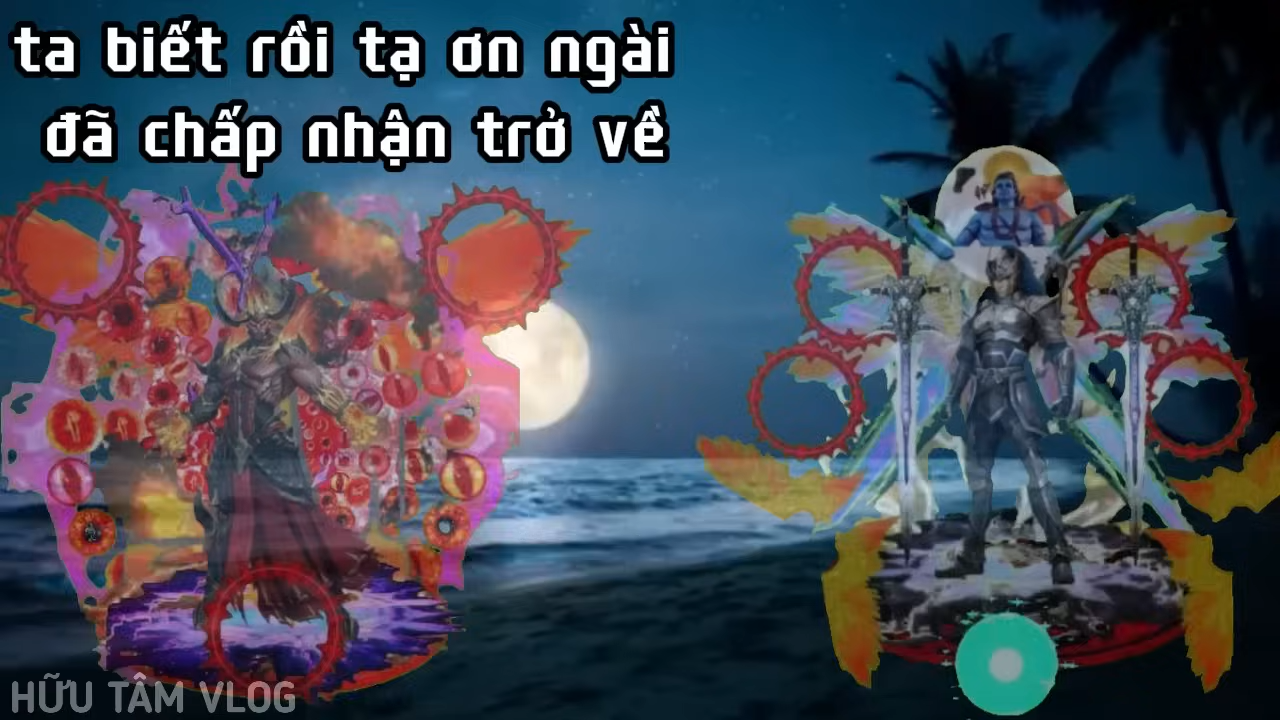 ta biết rồi tạ ơn ngài
đã chấp nhận trở về
HỮU TÂM VLOG